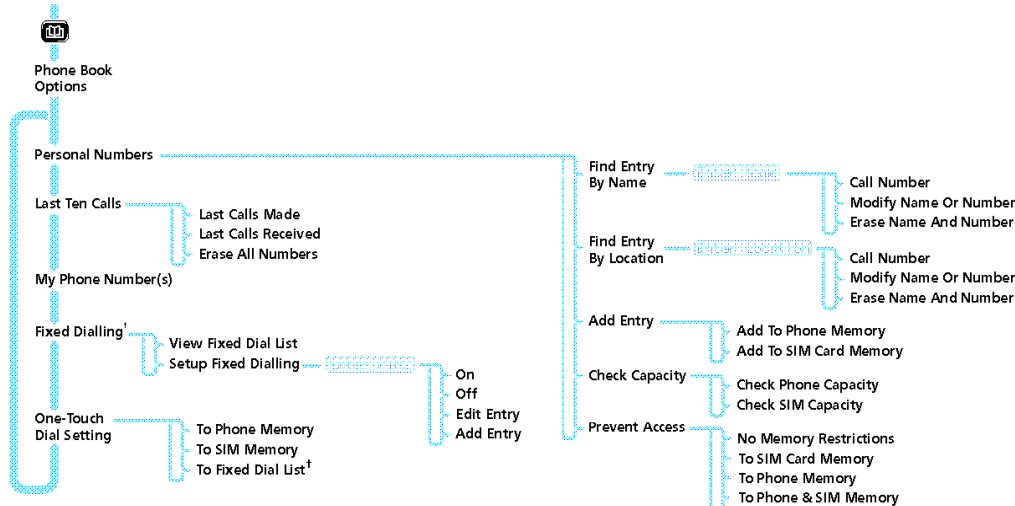 Phone Book
Options
Personal Numbers
Last Ten Calls
Last Calls Made
Last Calls Received
Erase All Numbers
My Phone Number(s)
Fixed Dialling†
View Fixed Dial List
Setup Fixed Dialling
On
Off
Edit Entry
Add Entry
One-Touch
Dial Setting
To Phone Memory
To SIM Memory
To Fixed Dial List†
Find Entry
By Name
Enter Name
Call Number
Modify Name Or Number
Erase Name And Number
Find Entry
By Location
Enter Location
Call Number
Modify Name Or Number
Erase Name And Number
Add Entry
Add To Phone Memory
Add To SIM Card Memory
Check Capacity
Check Phone Capacity
Check SIM Capacity
Prevent Access
No Memory Restrictions
To SIM Card Memory
To Phone Memory
To Phone & SIM Memory